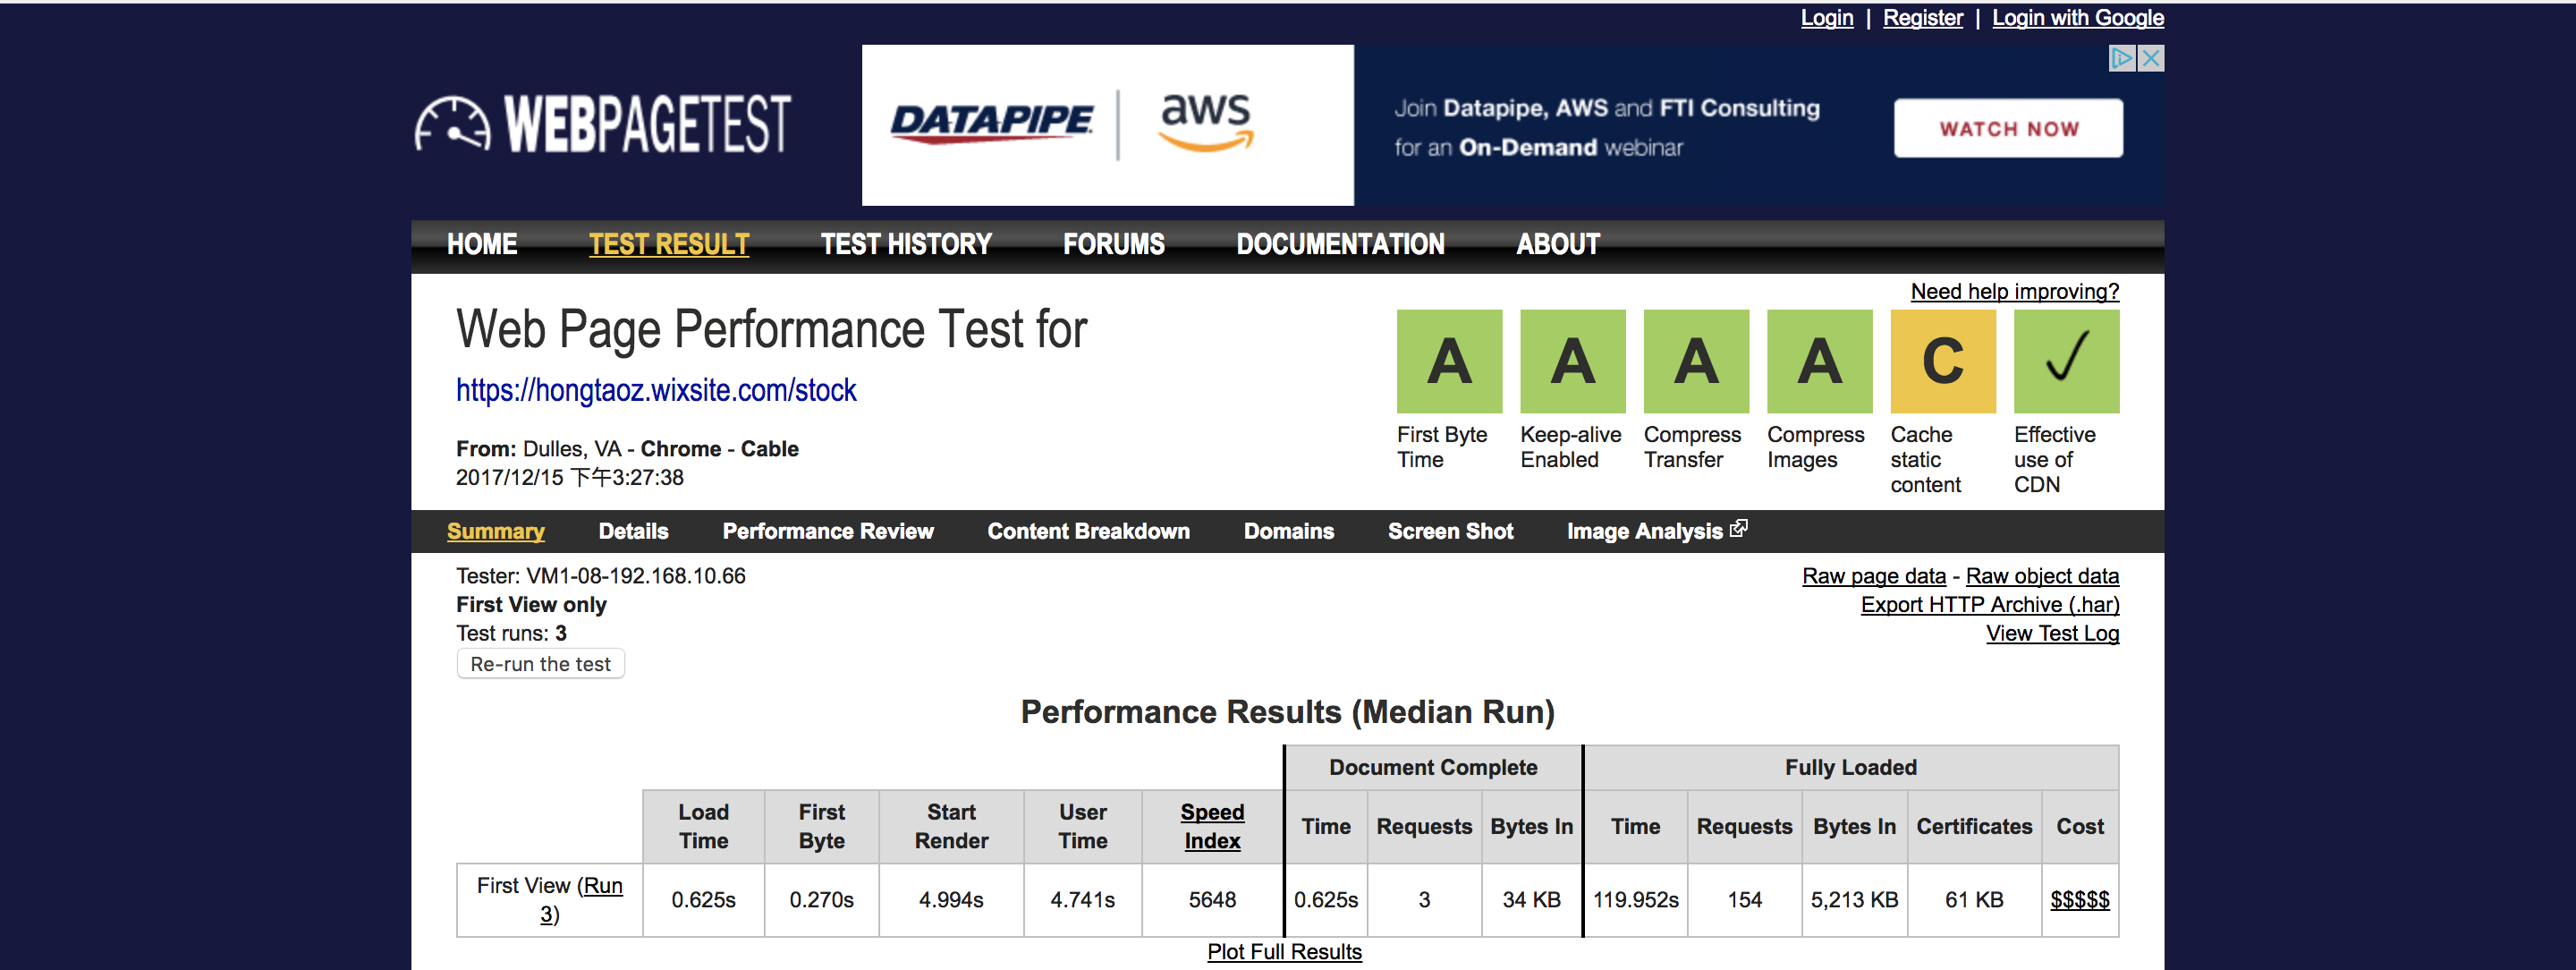 Login | Register | Login with Google
WEBPAGETEST
DATAPIPE. aws
Join Datapipe, AWS and FTI Consulting
for an On-Demand webinar
WATCH NOW
HOME TEST RESULT TEST HISTORY FORUMS DOCUMENTATION ABOUT
Need help improving?
Web Page Performance Test for
https://hongtaoz.wixsite.com/stock
From: Dulles, VA - Chrome - Cable
2017/12/15 下午3:27:38
A A A A C ✓
First Byte Keep-alive Compress Compress Cache Effective
Time Enabled Transfer Images static use of
content CDN
Summary Details Performance Review Content Breakdown Domains Screen Shot Image Analysis
Tester: VM1-08-192.168.10.66
First View only
Test runs: 3
Re-run the test
Raw page data - Raw object data
Export HTTP Archive (.har)
View Test Log
Performance Results (Median Run)
Document Complete Fully Loaded
Load First Start User Speed
Time Byte Render Time Index
Time Requests Bytes In Time Requests Bytes In Certificates Cost
First View (Run
3)
0.625s 0.270s 4.994s 4.741s 5648 0.625s 3 34 KB 119.952s 154 5,213 KB 61 KB $$$$$
Plot Full Results